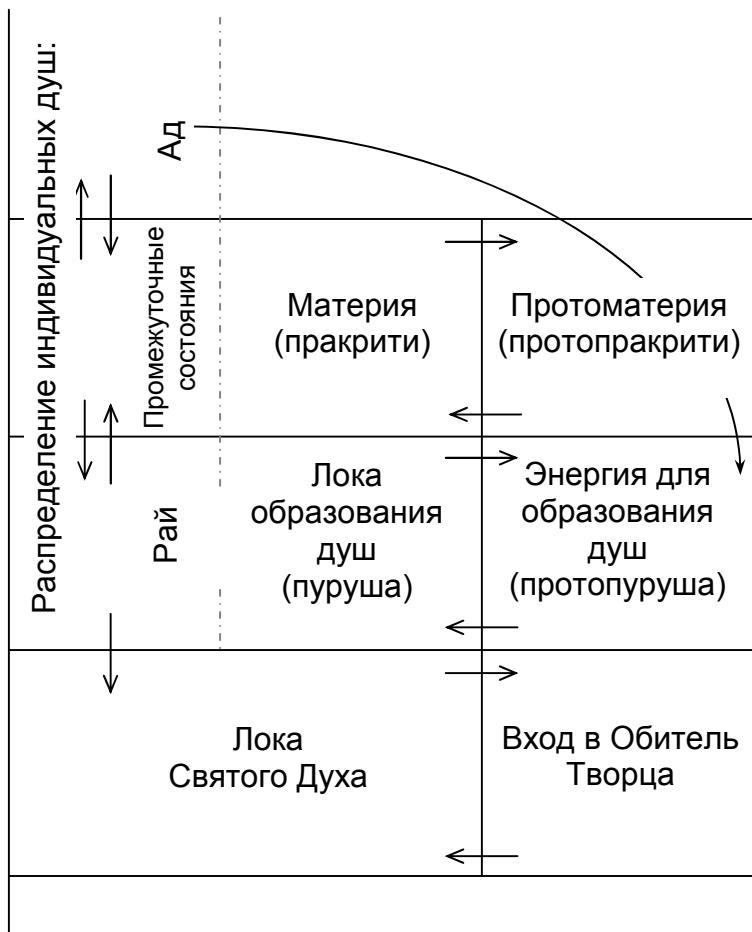 Распределение индивидуальных душ:
Ад
Промежуточные
состояния
Материя
(пракрити)
Протоматерия
(протопракрити)
Рай
Лока
образования
душ
(пуруша)
Энергия для
образования
душ
(протопуруша)
Лока
Святого Духа
Вход в Обитель
Творца